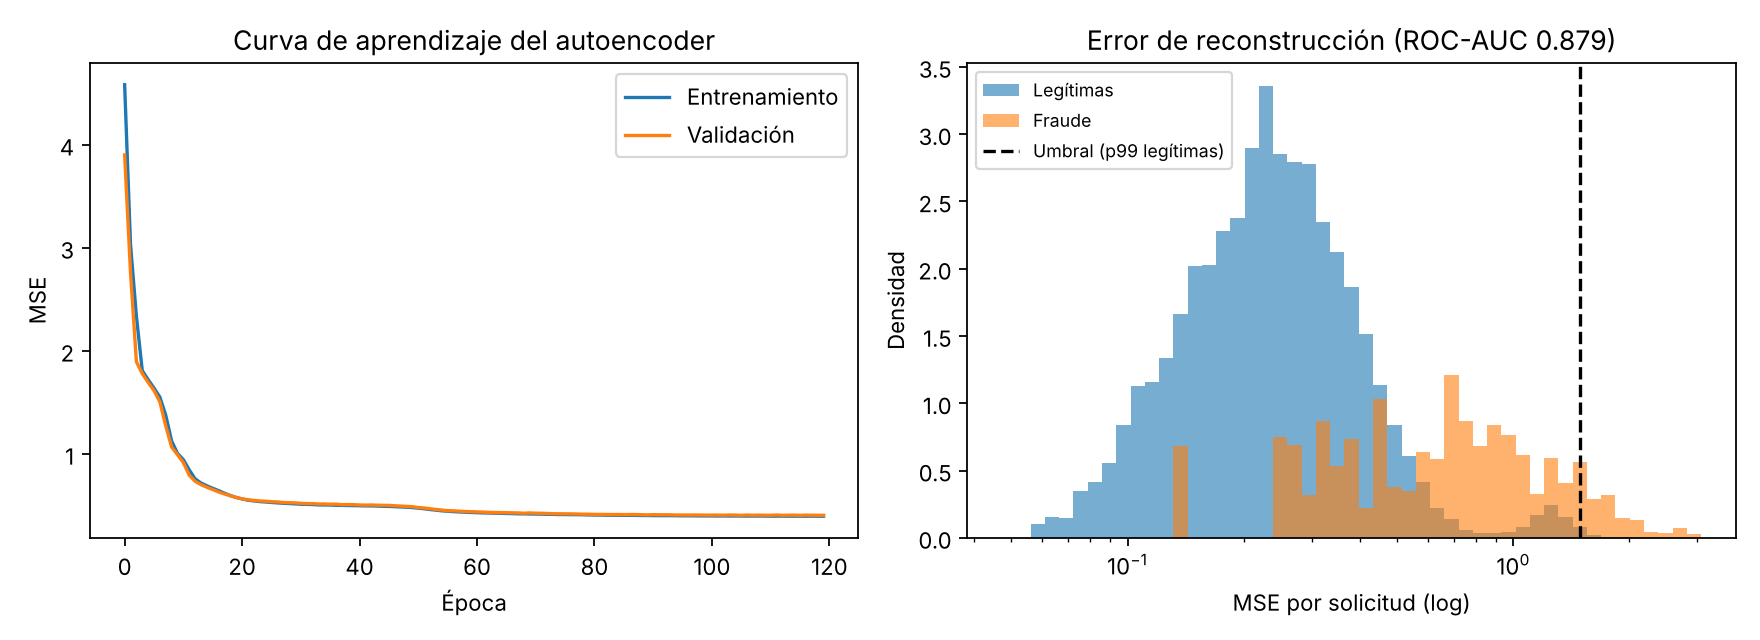 Curva de aprendizaje del autoencoder
Entrenamiento
Validación
4
3
2
1
MSE
0
20
40
60
80
100
120
Época
Error de reconstrucción (ROC-AUC 0.879)
Legítimas
Fraude
Umbral (p99 legítimas)
3.5
3.0
2.5
2.0
1.5
1.0
0.5
0.0
Densidad
10⁻¹
10⁰
MSE por solicitud (log)